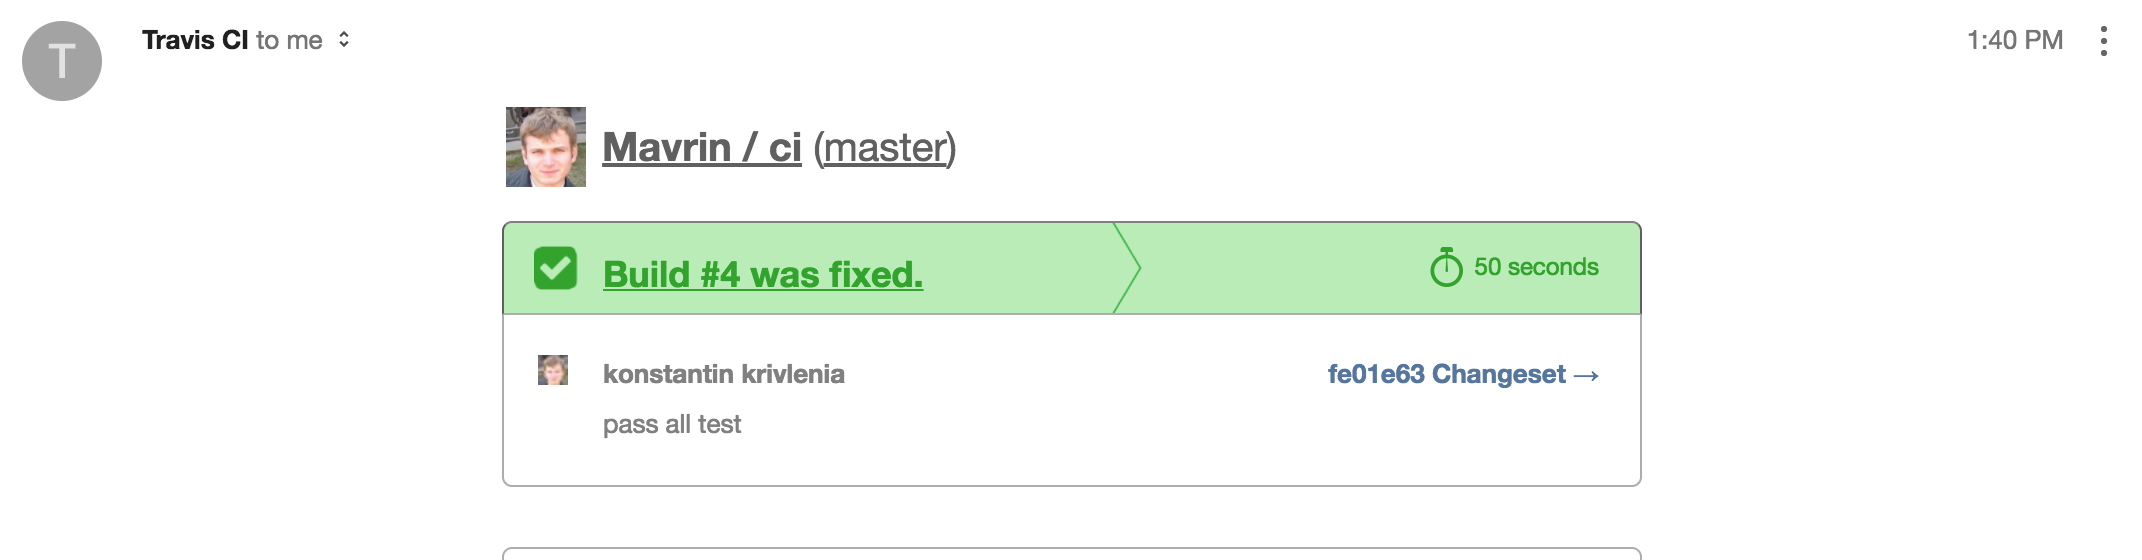 T
Travis CI to me
1:40 PM
Mavrin / ci (master)
Build #4 was fixed.
50 seconds
konstantin krivlenia
fe01e63 Changeset →
pass all test